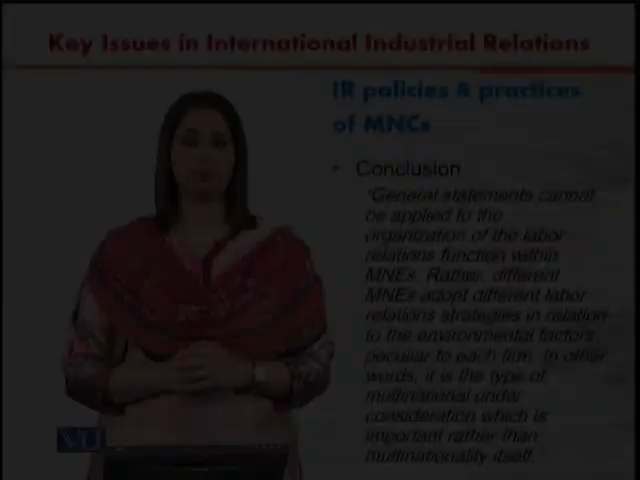 Key Issues in International Industrial Relations
IR policies & practices
of MNCs
• Conclusion
"General statements cannot
be applied to the
organization of the labor
relations function within
MNEs. Rather, different
MNEs adopt different labor
relations strategies in relation
to the environmental factors
peculiar to each firm. In other
words, it is the type of
multinational under
consideration which is
important rather than
multinationality itself."
VU